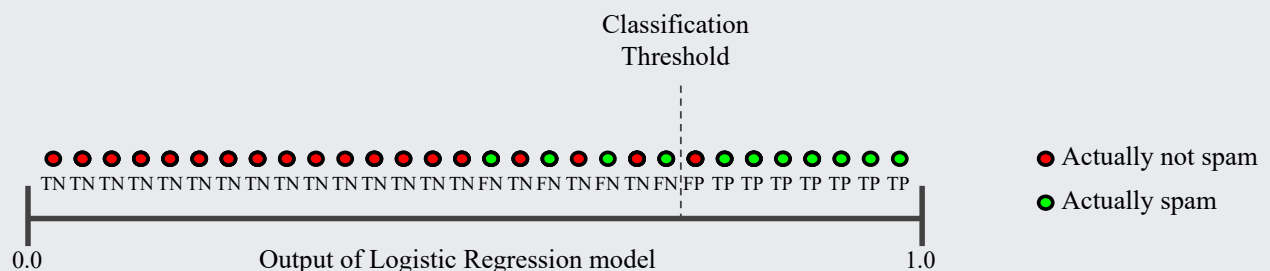 Classification
Threshold
TN TN TN TN TN TN TN TN TN TN TN TN TN TN TN FN TN FN TN FN TN FN FP TP TP TP TP TP TP TP
Actually not spam
Actually spam
0.0 Output of Logistic Regression model 1.0